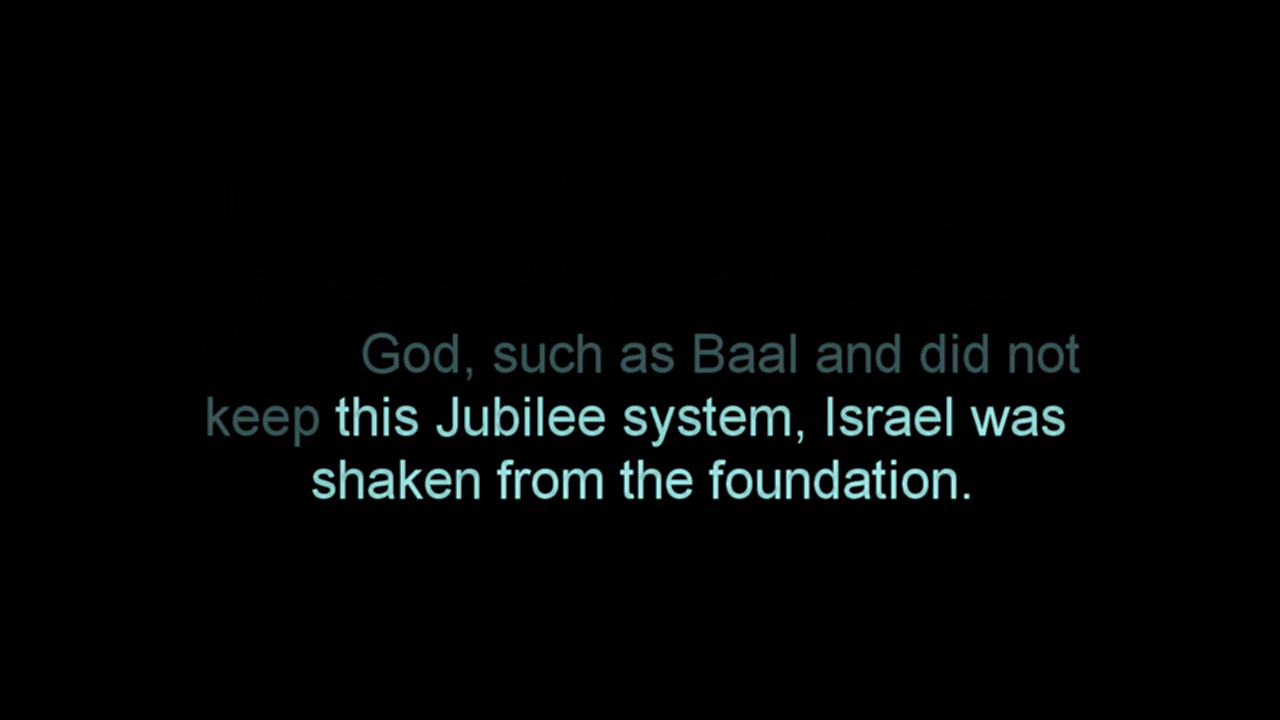 God, such as Baal and did not
keep this Jubilee system, Israel was
shaken from the foundation.